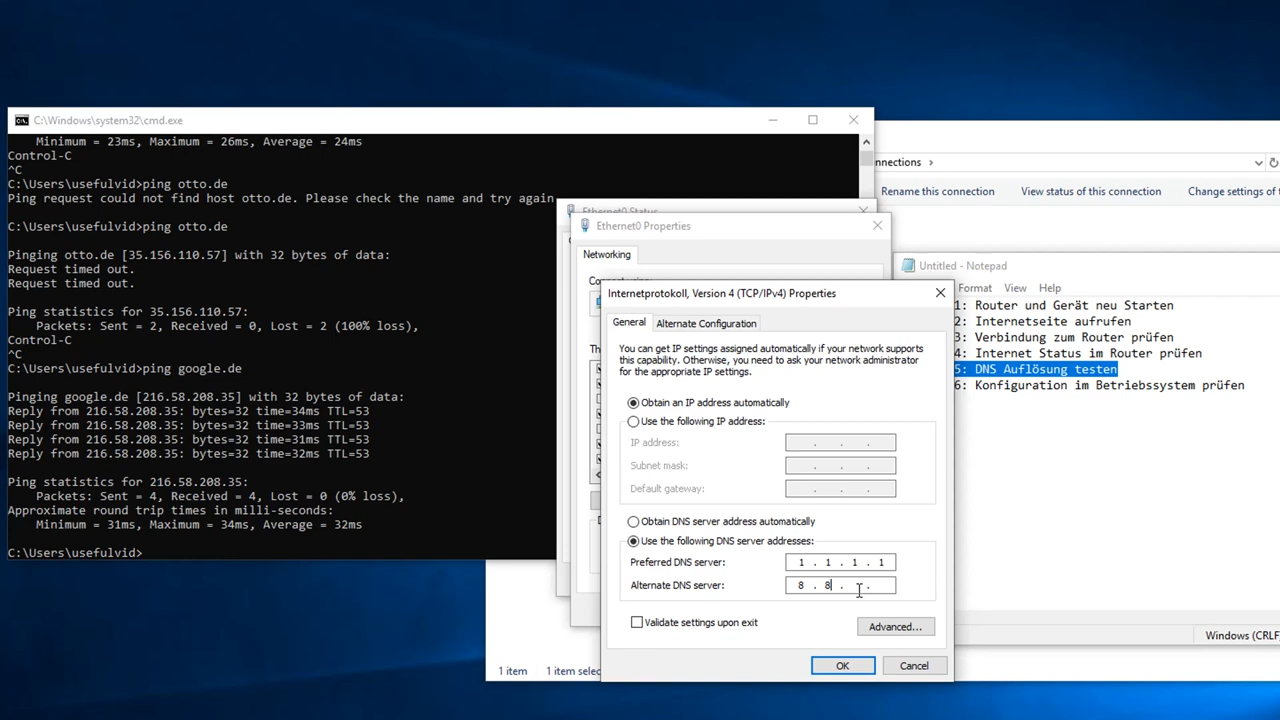 C:\Windows\system32\cmd.exe
Minimum = 23ms, Maximum = 26ms, Average = 24ms
Control-C
^C
C:\Users\usefulvid>ping otto.de
Ping request could not find host otto.de. Please check the name and try again
C:\Users\usefulvid>ping otto.de
Pinging otto.de [35.156.110.57] with 32 bytes of data:
Request timed out.
Request timed out.
Ping statistics for 35.156.110.57:
Packets: Sent = 2, Received = 0, Lost = 2 (100% loss),
Control-C
^C
C:\Users\usefulvid>ping google.de
Pinging google.de [216.58.208.35] with 32 bytes of data:
Reply from 216.58.208.35: bytes=32 time=34ms TTL=53
Reply from 216.58.208.35: bytes=32 time=33ms TTL=53
Reply from 216.58.208.35: bytes=32 time=31ms TTL=53
Reply from 216.58.208.35: bytes=32 time=32ms TTL=53
Ping statistics for 216.58.208.35:
Packets: Sent = 4, Received = 4, Lost = 0 (0% loss),
Approximate round trip times in milli-seconds:
Minimum = 31ms, Maximum = 34ms, Average = 32ms
C:\Users\usefulvid>
Ethernet0 Status
Ethernet0 Properties
Networking
Internetprotokoll, Version 4 (TCP/IPv4) Properties
General Alternate Configuration
You can get IP settings assigned automatically if your network supports
this capability. Otherwise, you need to ask your network administrator
for the appropriate IP settings.
Obtain an IP address automatically
Use the following IP address:
IP address: . . .
Subnet mask: . . .
Default gateway: . . .
Obtain DNS server address automatically
Use the following DNS server addresses:
Preferred DNS server: 1 . 1 . 1 . 1
Alternate DNS server: 8 . 8 . .
Validate settings upon exit
Advanced...
OK Cancel
nnections >
Rename this connection View status of this connection Change settings of
Untitled - Notepad
Format View Help
1: Router und Gerät neu Starten
2: Internetseite aufrufen
3: Verbindung zum Router prüfen
4: Internet Status im Router prüfen
5: DNS Auflösung testen
6: Konfiguration im Betriebssystem prüfen
Windows (CRLF
1 item 1 item selec